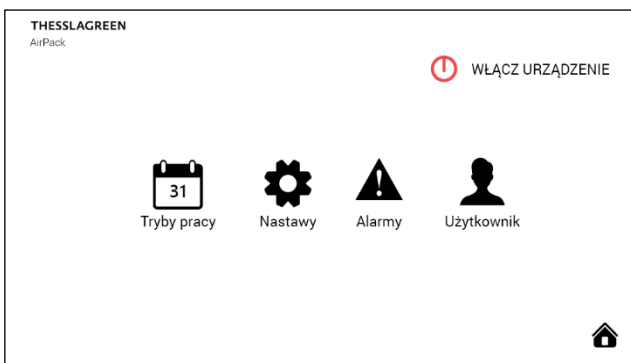 THESSLAGREEN
AirPack
WŁĄCZ URZĄDZENIE
31
Tryby pracy
Nastawy
Alarmy
Użytkownik